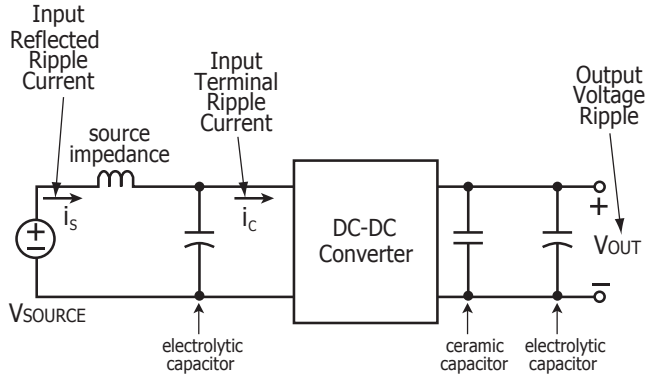 Input
Reflected
Ripple
Current
Input
Terminal
Ripple
Current
Output
Voltage
Ripple
source
impedance
iS
iC
DC-DC
Converter
+
−
+
VOUT
−
VSOURCE
electrolytic
capacitor
ceramic
capacitor
electrolytic
capacitor